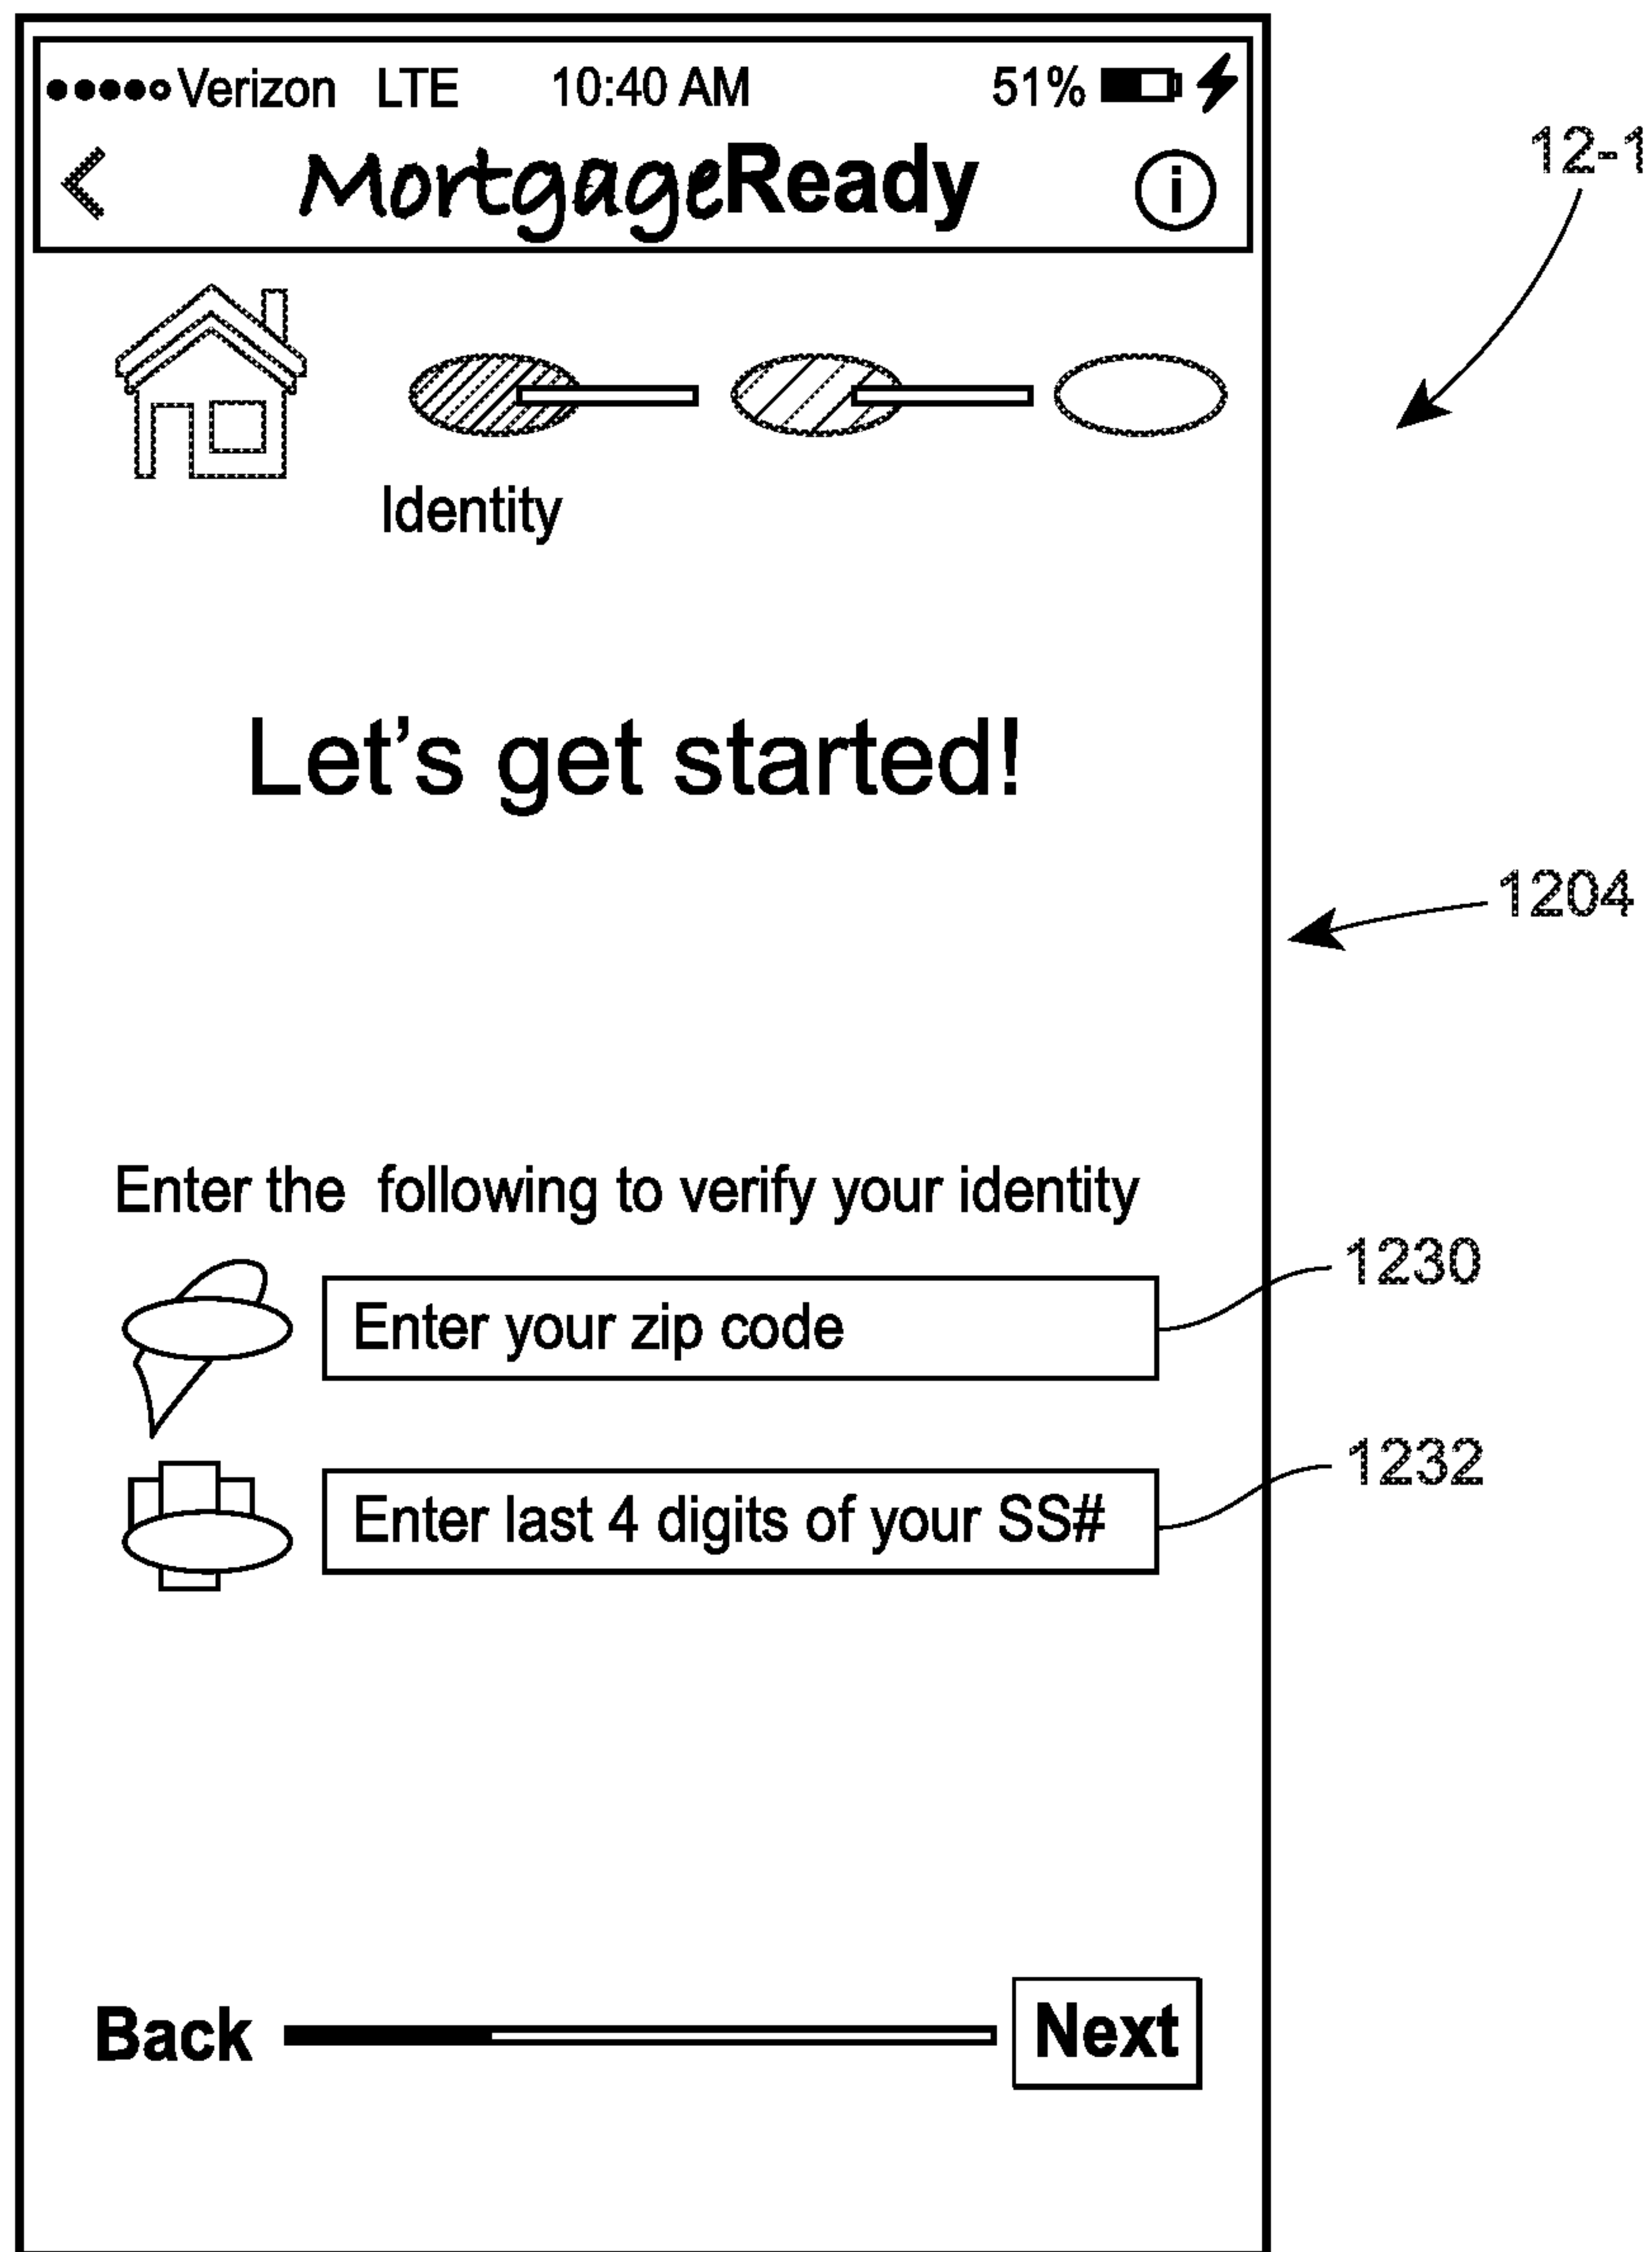 Verizon LTE 10:40 AM 51%
MortgageReady i
12-1
Identity
Let's get started!
1204
Enter the following to verify your identity
Enter your zip code
1230
Enter last 4 digits of your SS#
1232
Back Next